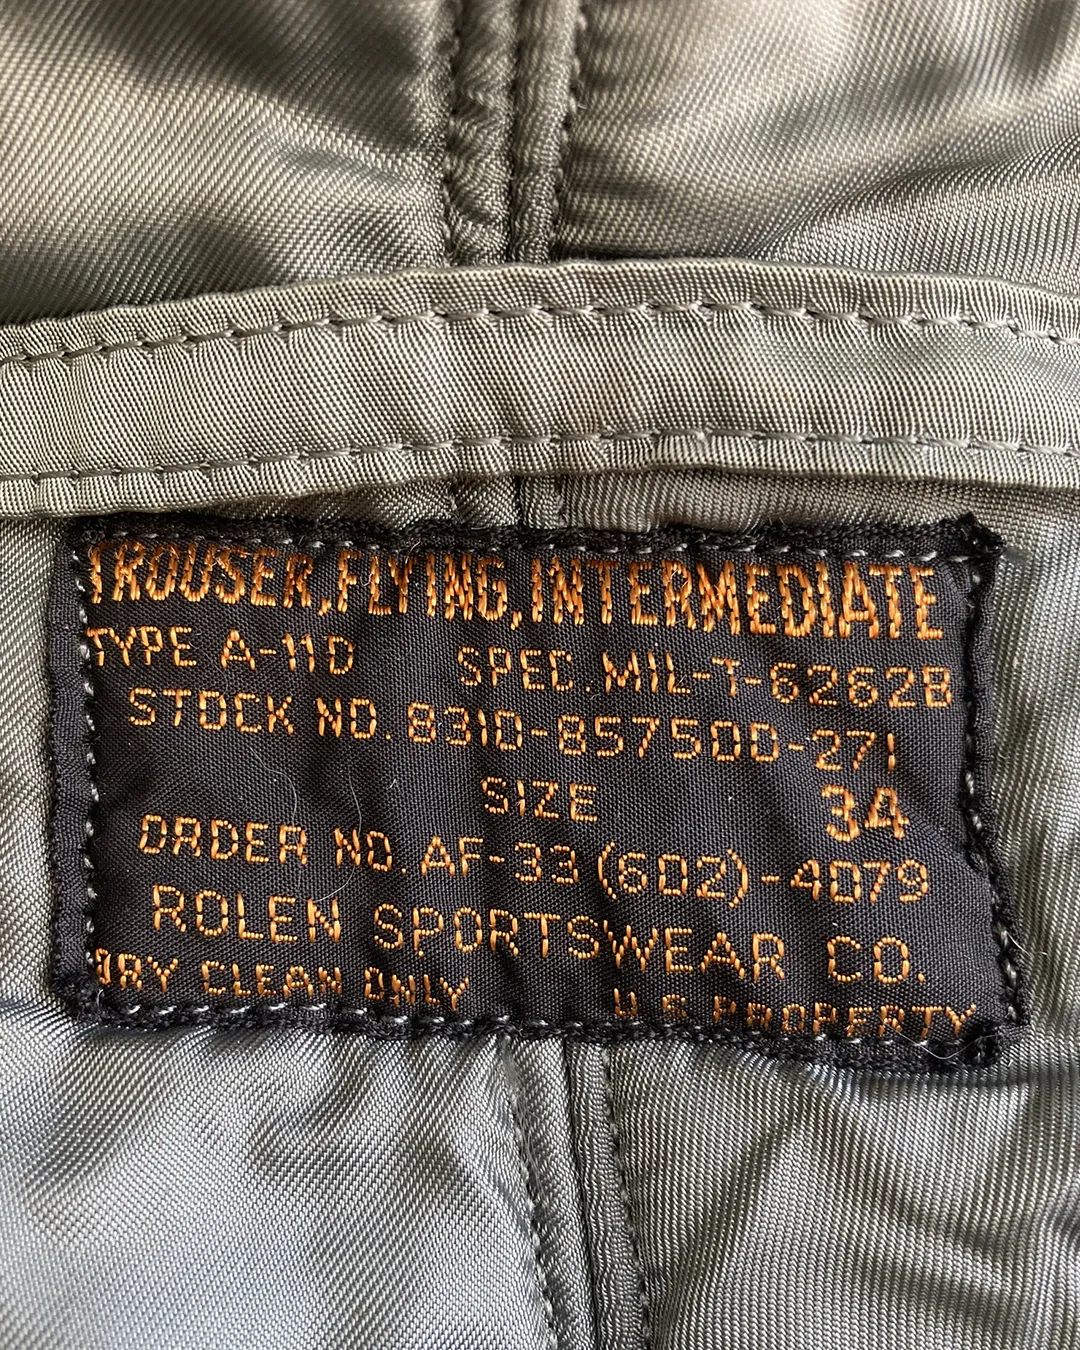 TROUSER, FLYING, INTERMEDIATE
TYPE A-11D SPEC. MIL-T-6262B
STOCK NO. 8310-857500-271
SIZE 34
ORDER NO. AF-33 (602)-4079
ROLEN SPORTSWEAR CO.
DRY CLEAN ONLY U S PROPERTY